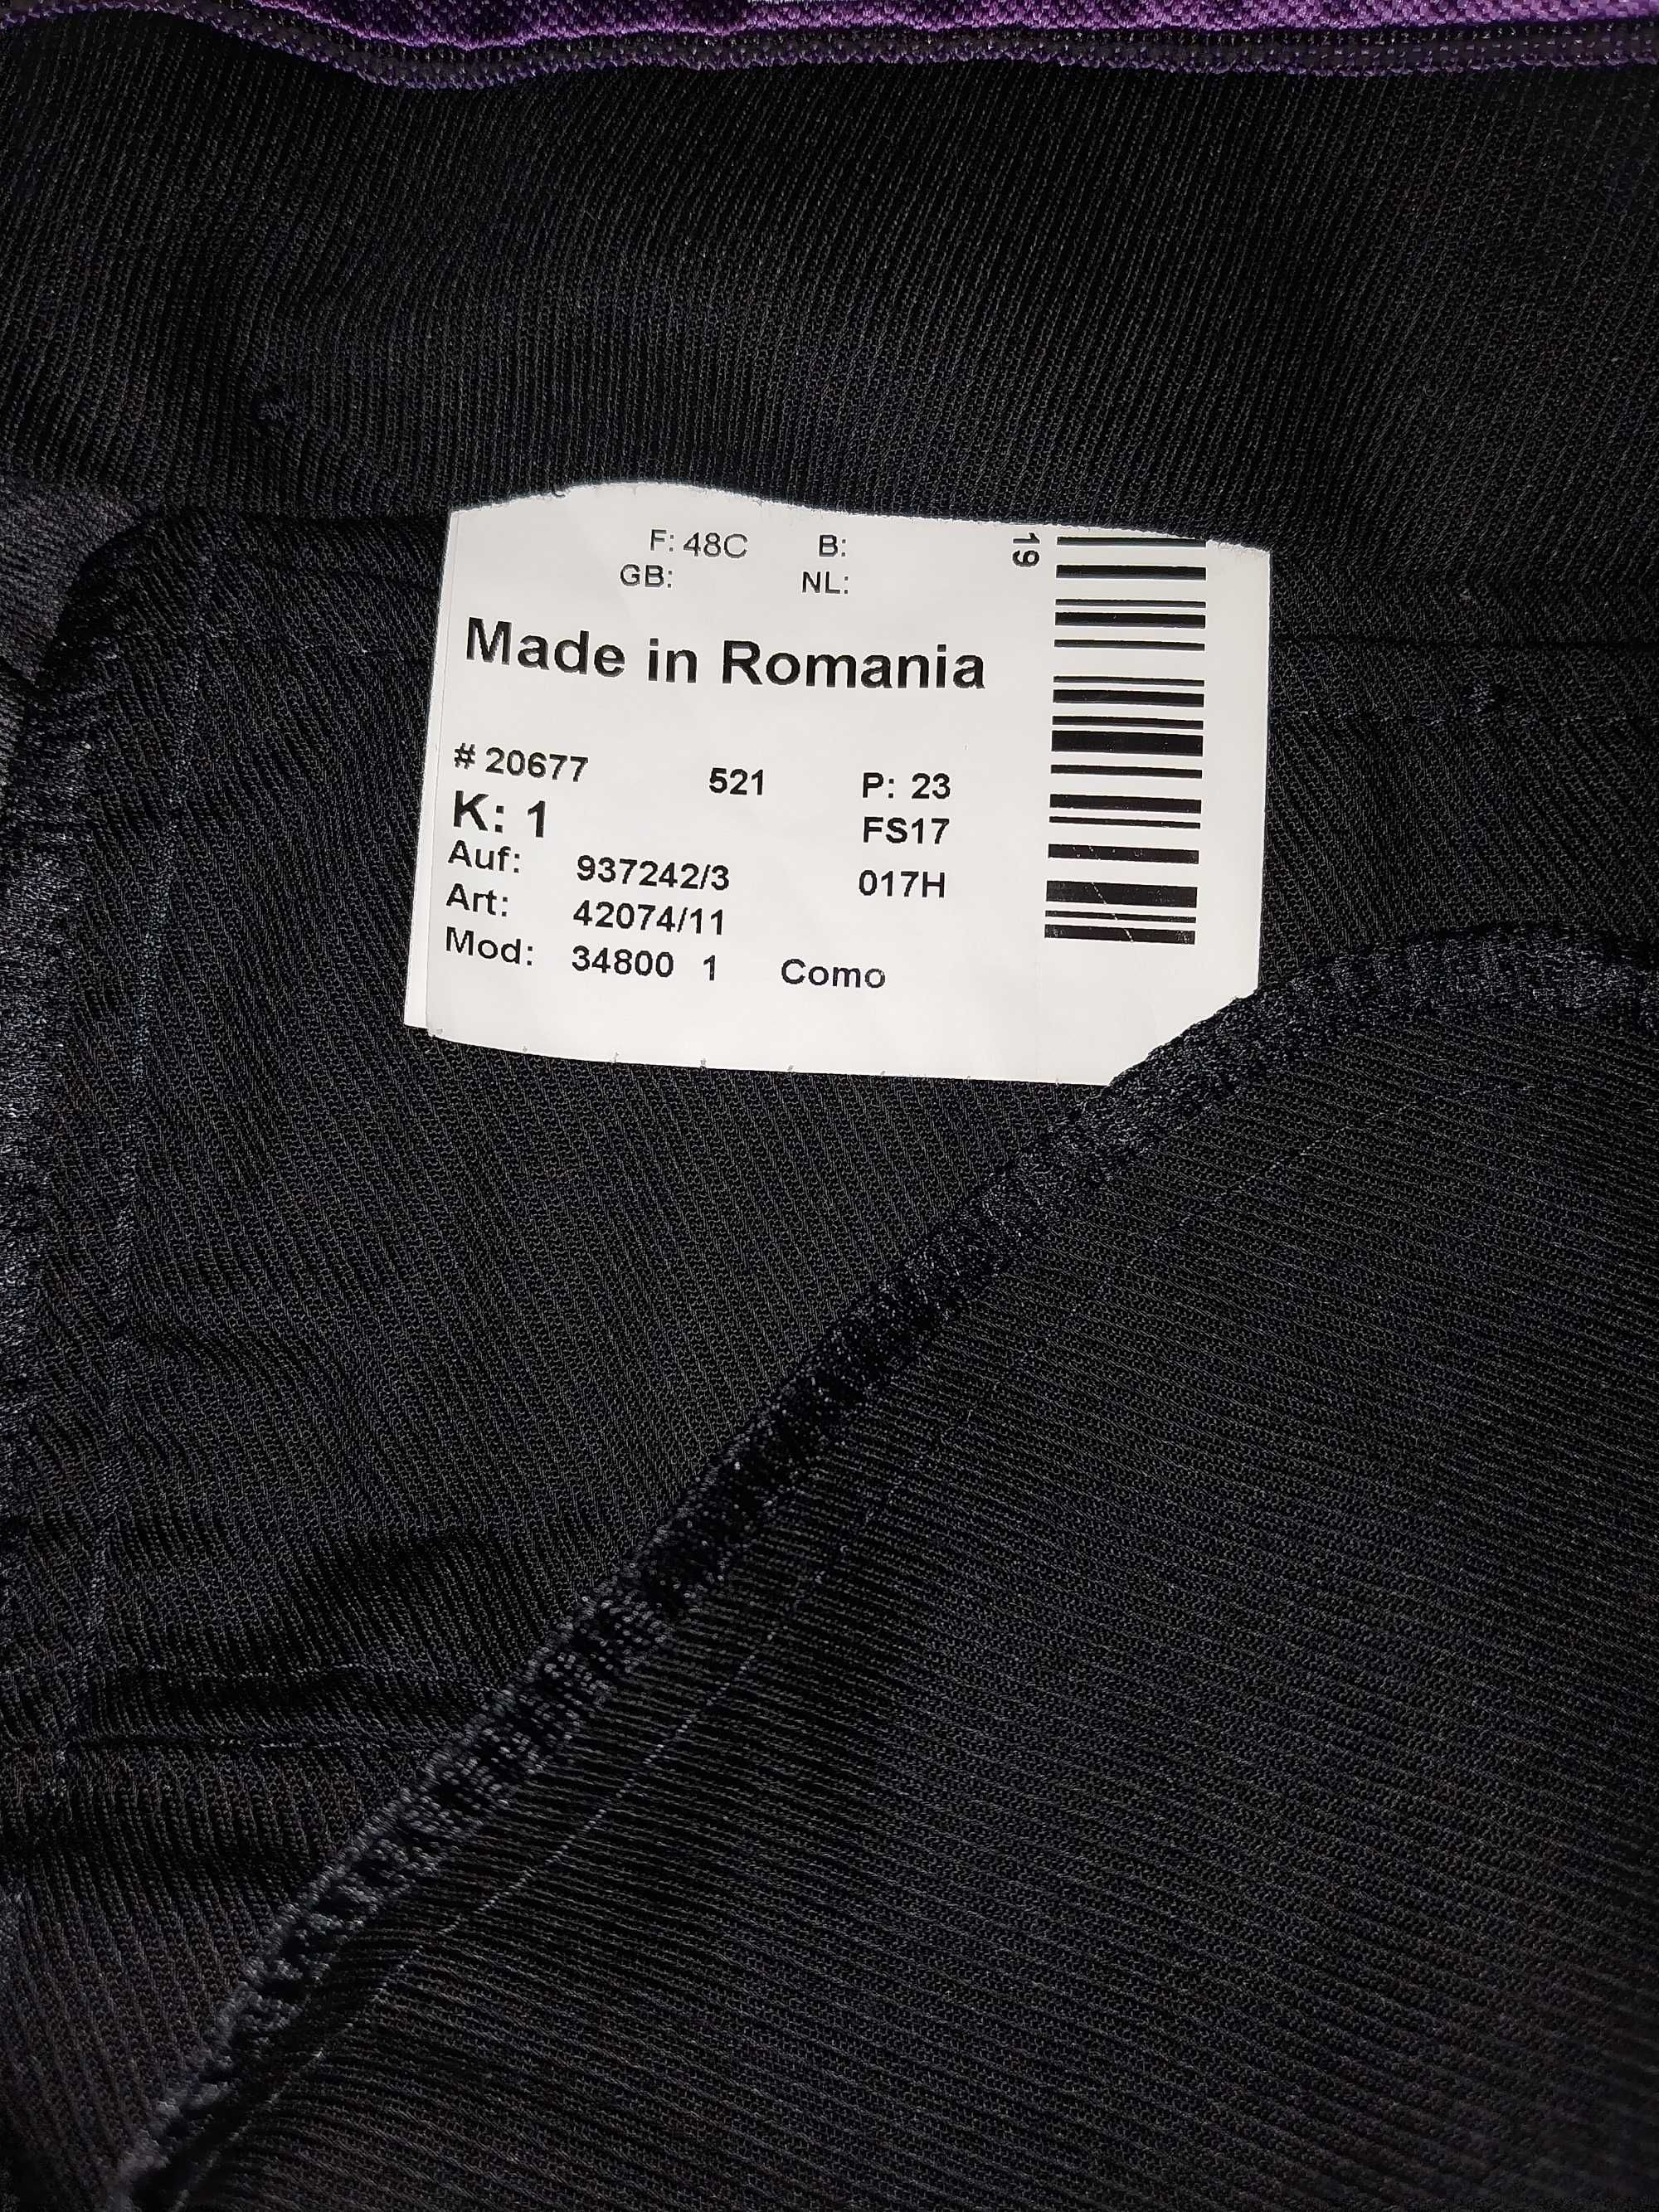 F: 48C B:
GB: NL:
19
Made in Romania
# 20677 521 P: 23
K: 1 FS17
Auf: 937242/3 017H
Art: 42074/11
Mod: 34800 1 Como